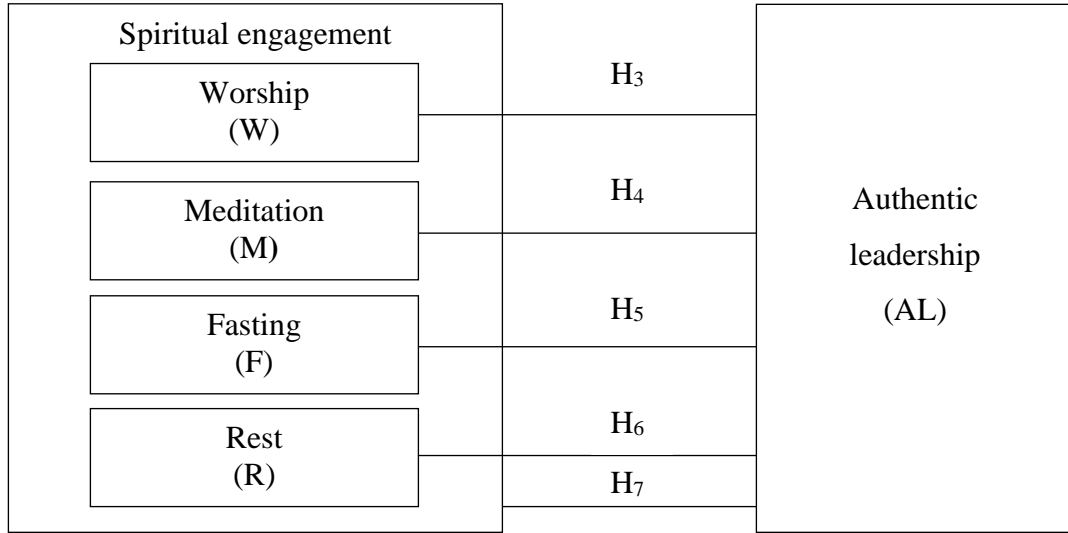 Spiritual engagement
Worship
(W)
Meditation
(M)
Fasting
(F)
Rest
(R)
H₃
H₄
H₅
H₆
H₇
Authentic
leadership
(AL)